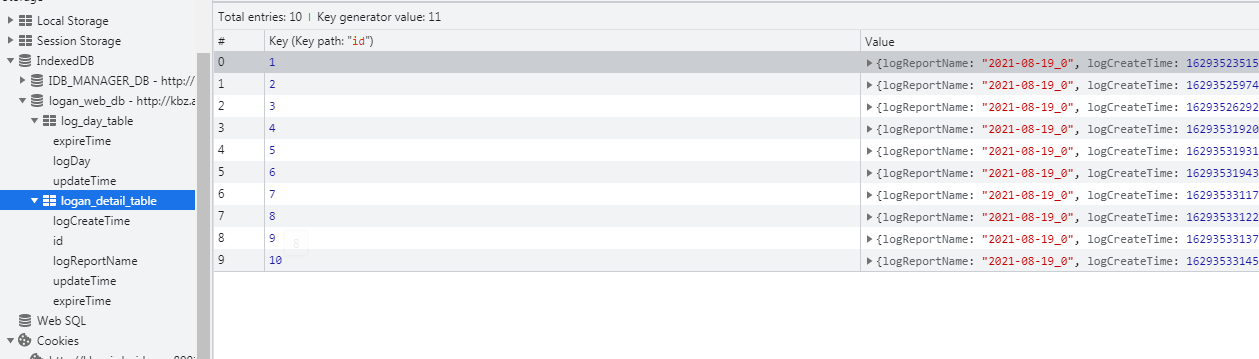 Total entries: 10 | Key generator value: 11
Local Storage
Session Storage
IndexedDB
IDB_MANAGER_DB - http://
logan_web_db - http://kbz.a
log_day_table
expireTime
logDay
updateTime
logan_detail_table
logCreateTime
id
logReportName
updateTime
expireTime
Web SQL
Cookies
# Key (Key path: "id") Value
0 1 {logReportName: "2021-08-19_0", logCreateTime: 16293523515
1 2 {logReportName: "2021-08-19_0", logCreateTime: 16293525974
2 3 {logReportName: "2021-08-19_0", logCreateTime: 16293526292
3 4 {logReportName: "2021-08-19_0", logCreateTime: 16293531920
4 5 {logReportName: "2021-08-19_0", logCreateTime: 16293531931
5 6 {logReportName: "2021-08-19_0", logCreateTime: 16293531943
6 7 {logReportName: "2021-08-19_0", logCreateTime: 16293533117
7 8 {logReportName: "2021-08-19_0", logCreateTime: 16293533122
8 9 {logReportName: "2021-08-19_0", logCreateTime: 16293533137
9 10 {logReportName: "2021-08-19_0", logCreateTime: 16293533145